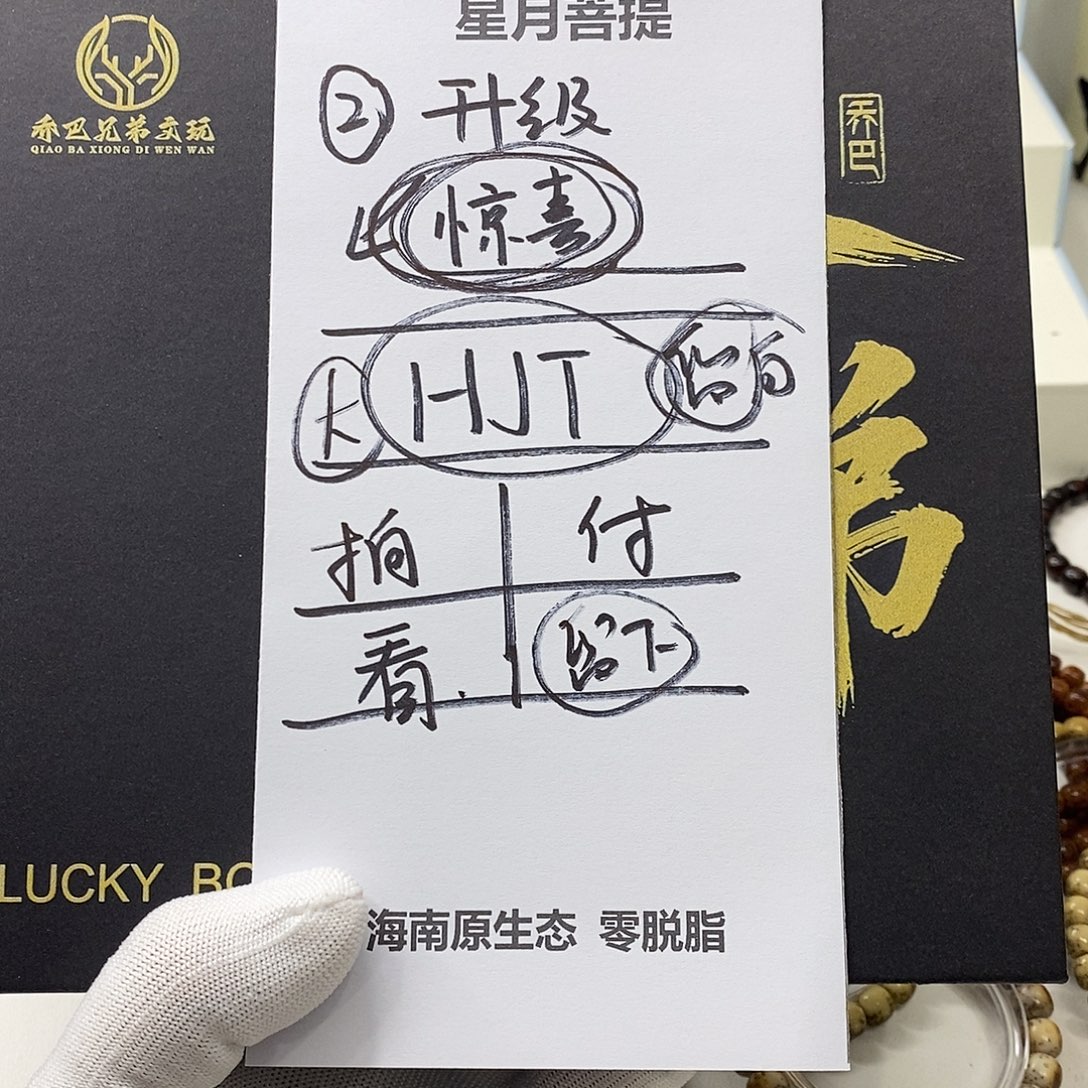 星月菩提
② 升级
惊喜
大 HJT 留白
拍 付
看. 留下
海南原生态 零脱脂
乔巴兄弟文玩
QIAO BA XIONG DI WEN WAN
乔巴
弟
LUCKY BO